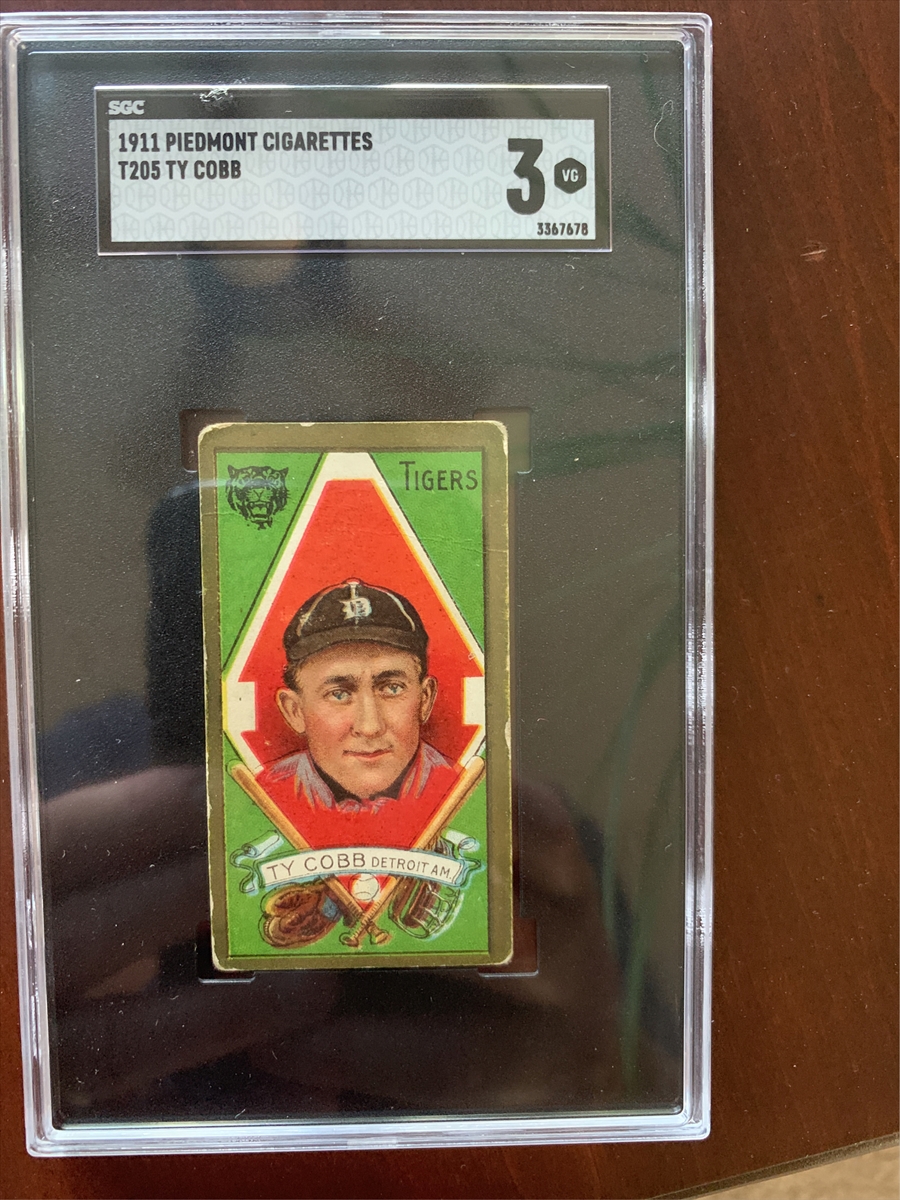 SGC
1911 PIEDMONT CIGARETTES
T205 TY COBB
3 VG
3367678
TIGERS
D
TY COBB DETROIT AM.